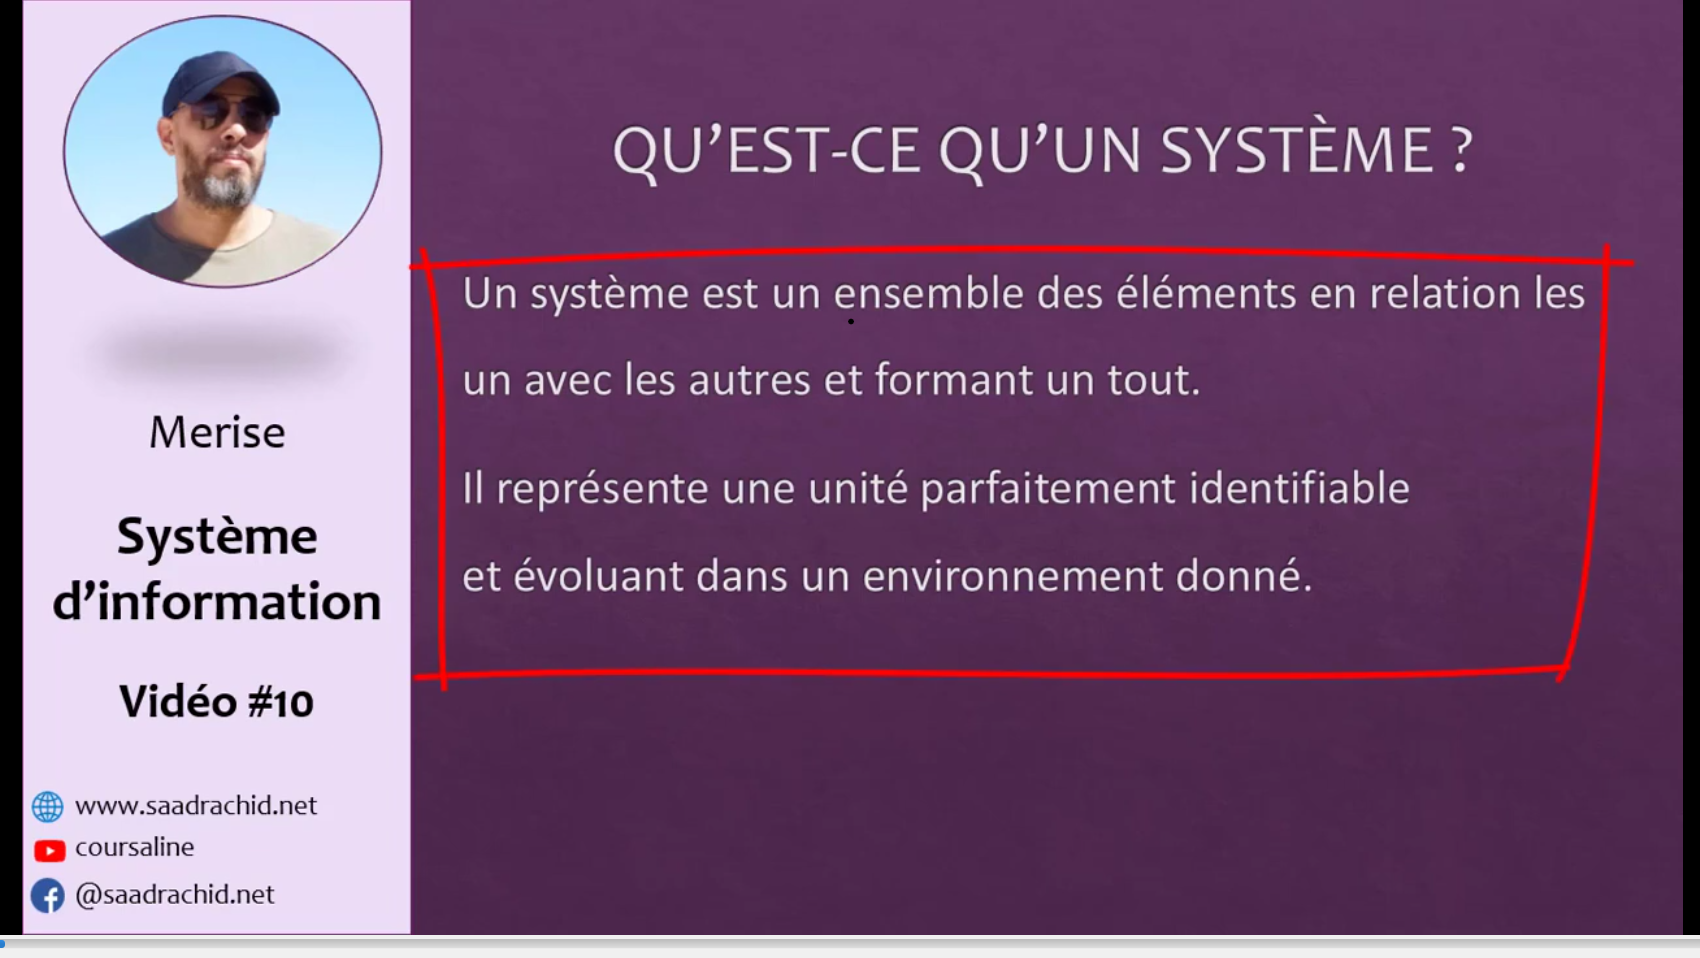 Merise
Système
d’information
Vidéo #10
www.saadrachid.net
coursaline
@saadrachid.net
QU’EST-CE QU’UN SYSTÈME ?
Un système est un ensemble des éléments en relation les
un avec les autres et formant un tout.
Il représente une unité parfaitement identifiable
et évoluant dans un environnement donné.